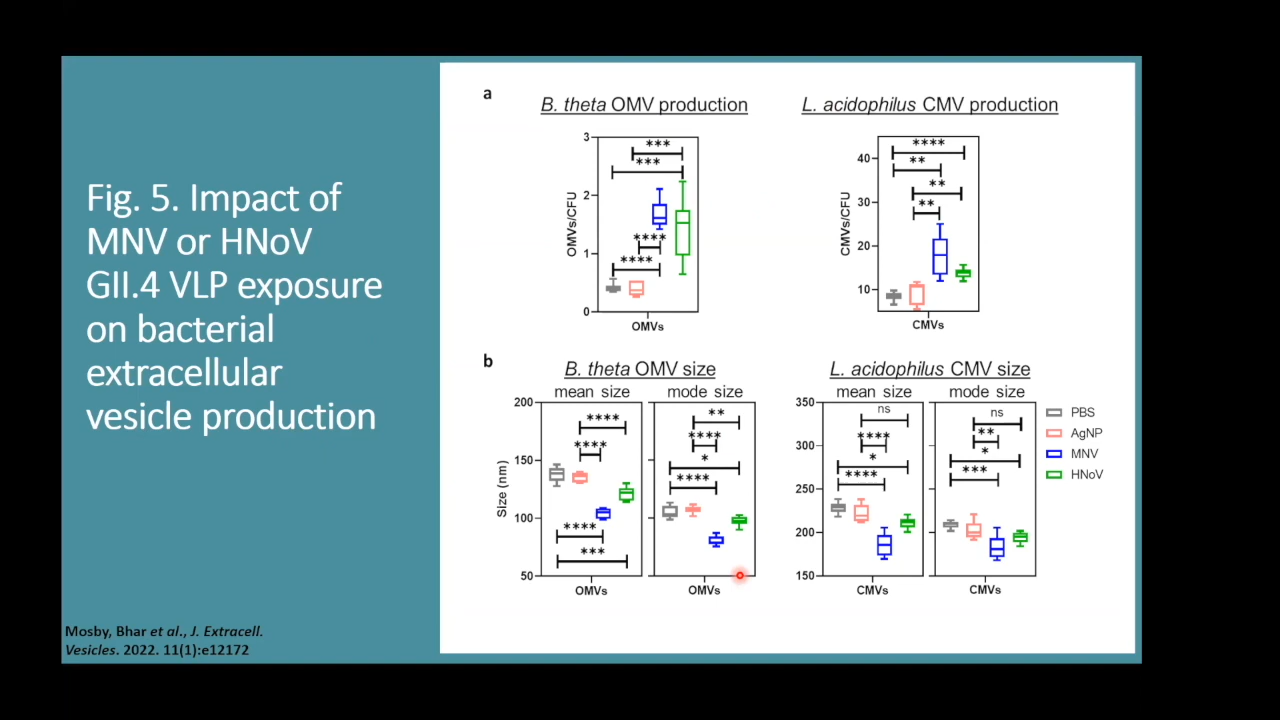 Fig. 5. Impact of
MNV or HNoV
GII.4 VLP exposure
on bacterial
extracellular
vesicle production
Mosby, Bhar et al., J. Extracell.
Vesicles. 2022. 11(1):e12172
a
B. theta OMV production
OMVs/CFU
3
2
1
0
***
***
****
****
OMVs
L. acidophilus CMV production
CMVs/CFU
40
30
20
10
****
**
**
**
CMVs
b
B. theta OMV size
mean size
mode size
Size (nm)
200
150
100
50
****
****
****
***
OMVs
**
****
*
****
OMVs
L. acidophilus CMV size
mean size
mode size
350
300
250
200
150
ns
****
*
****
CMVs
ns
**
*
***
CMVs
PBS
AgNP
MNV
HNoV